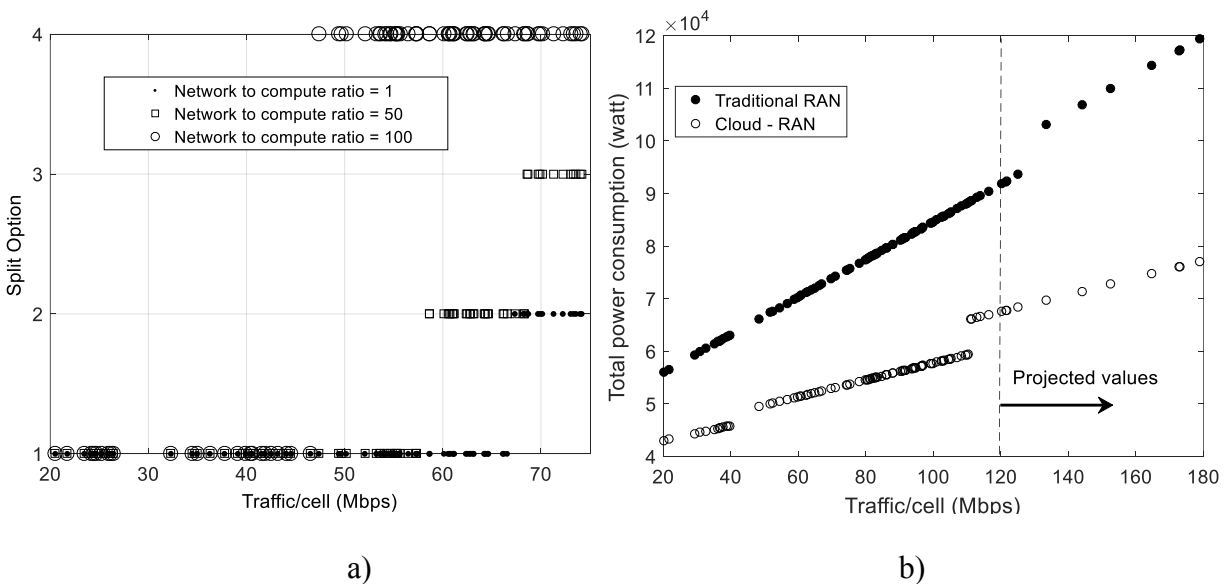 4
3
2
1
Split Option
Network to compute ratio = 1
Network to compute ratio = 50
Network to compute ratio = 100
20 30 40 50 60 70
Traffic/cell (Mbps)
a)
×10⁴
12
11
10
9
8
7
6
5
4
Total power consumption (watt)
Traditional RAN
Cloud - RAN
Projected values
20 40 60 80 100 120 140 160 180
Traffic/cell (Mbps)
b)